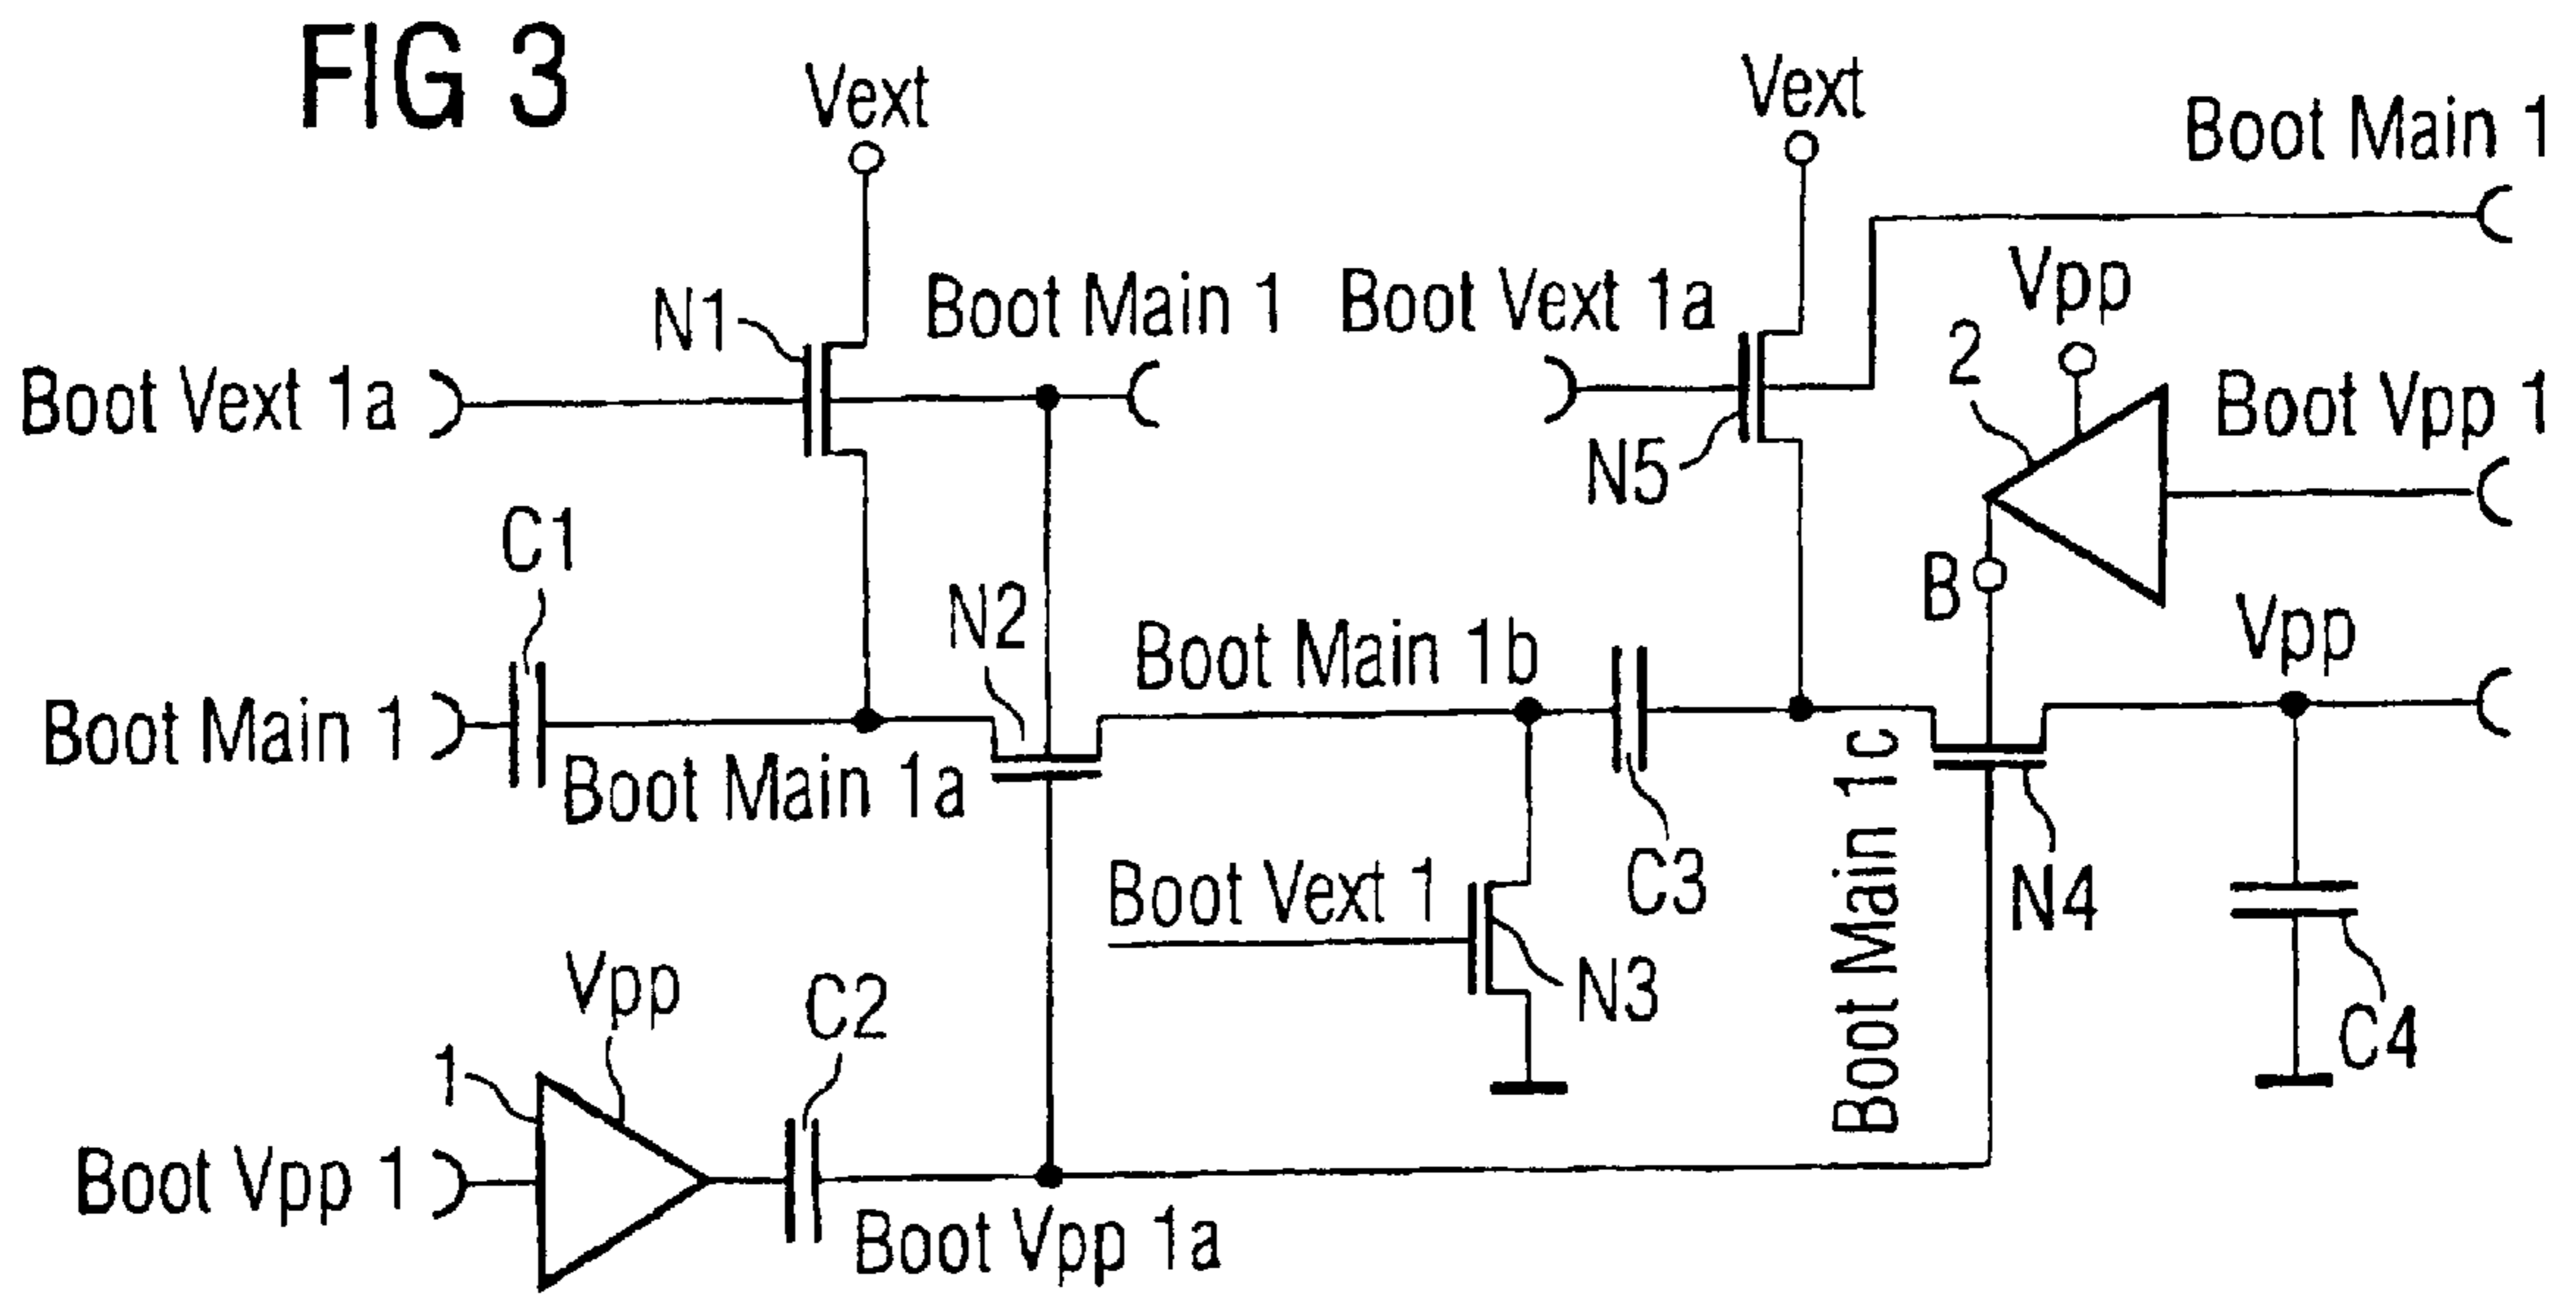 FIG 3
Vext
Vext
Boot Main 1
N1
Boot Main 1
Boot Vext 1a
Vpp
2
Boot Vext 1a
Boot Vpp 1
N5
C1
N2
B
Boot Main 1b
Vpp
Boot Main 1
Boot Main 1a
Boot Main 1c
C3
N4
Boot Vext 1
N3
Vpp
C2
C4
1
Boot Vpp 1
Boot Vpp 1a